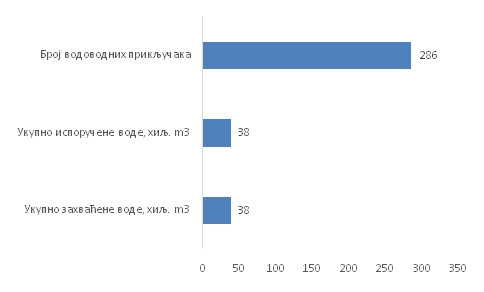 Број водоводних прикључака
286
Укупно испоручене воде, хиљ. m3
38
Укупно захваћене воде, хиљ. m3
38
0 50 100 150 200 250 300 350